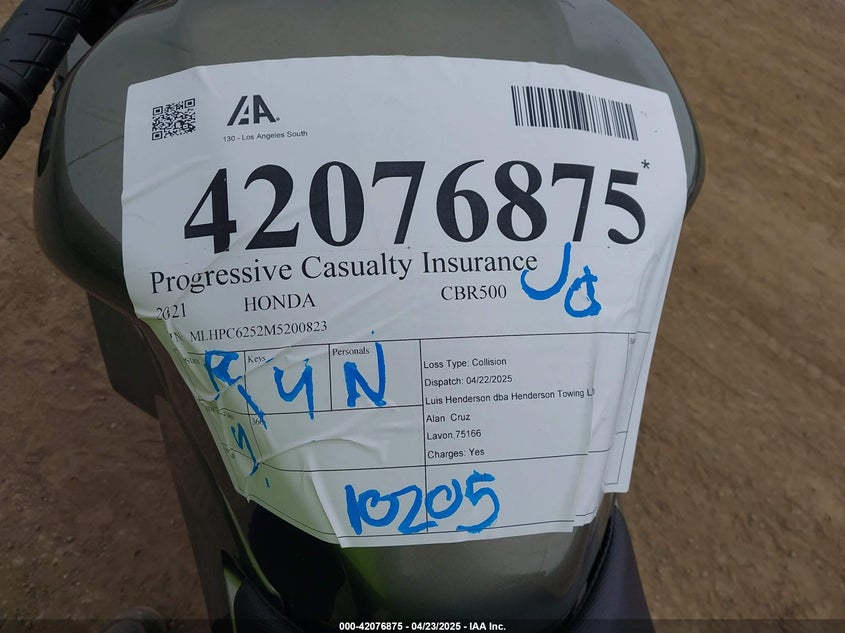 IAA.
130 - Los Angeles South
42076875*
Progressive Casualty Insurance
2021 HONDA CBR500
MLHPC6252M5200823
Keys
Personals
Y N
Loss Type: Collision
Dispatch: 04/22/2025
Luis Henderson dba Henderson Towing L
Alan Cruz
Lavon,75166
Charges: Yes
10205
000-42076875 - 04/23/2025 - IAA Inc.